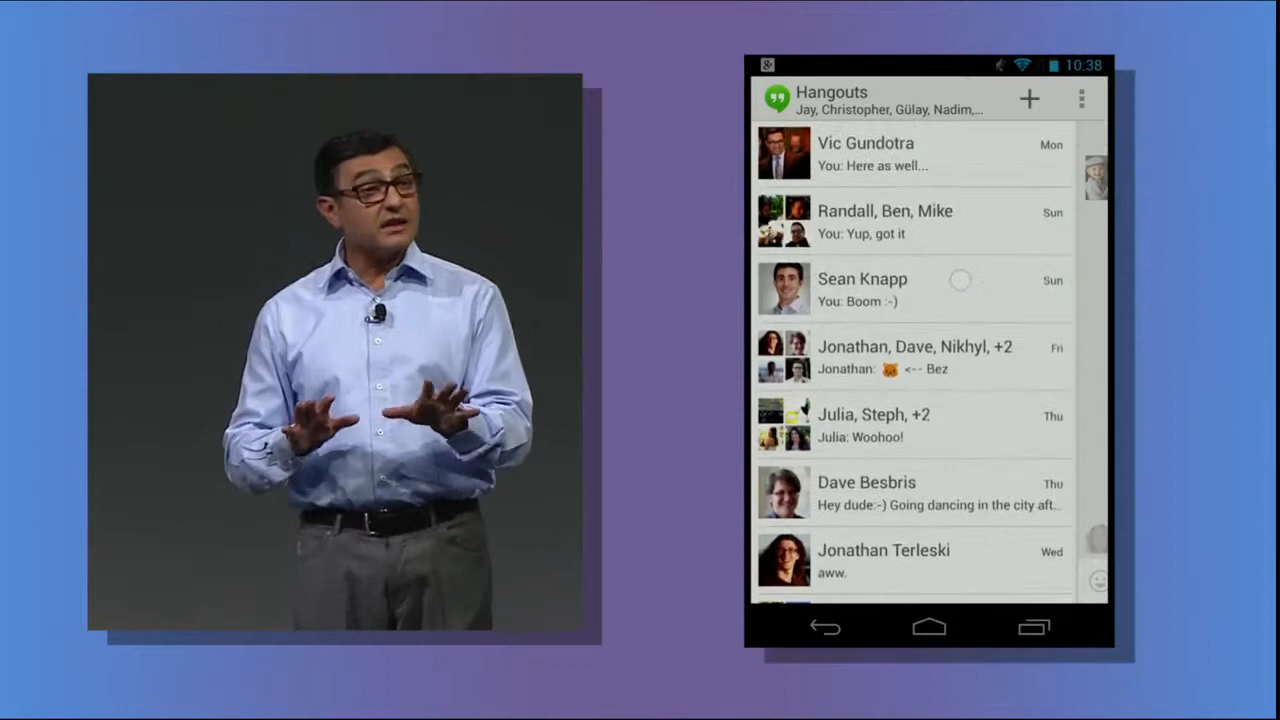 10:38
Hangouts
Jay, Christopher, Gülay, Nadim,...
Vic Gundotra Mon
You: Here as well...
Randall, Ben, Mike Sun
You: Yup, got it
Sean Knapp Sun
You: Boom :-)
Jonathan, Dave, Nikhyl, +2 Fri
Jonathan: 🐻 <-- Bez
Julia, Steph, +2 Thu
Julia: Woohoo!
Dave Besbris Thu
Hey dude:-) Going dancing in the city aft...
Jonathan Terleski Wed
aww.